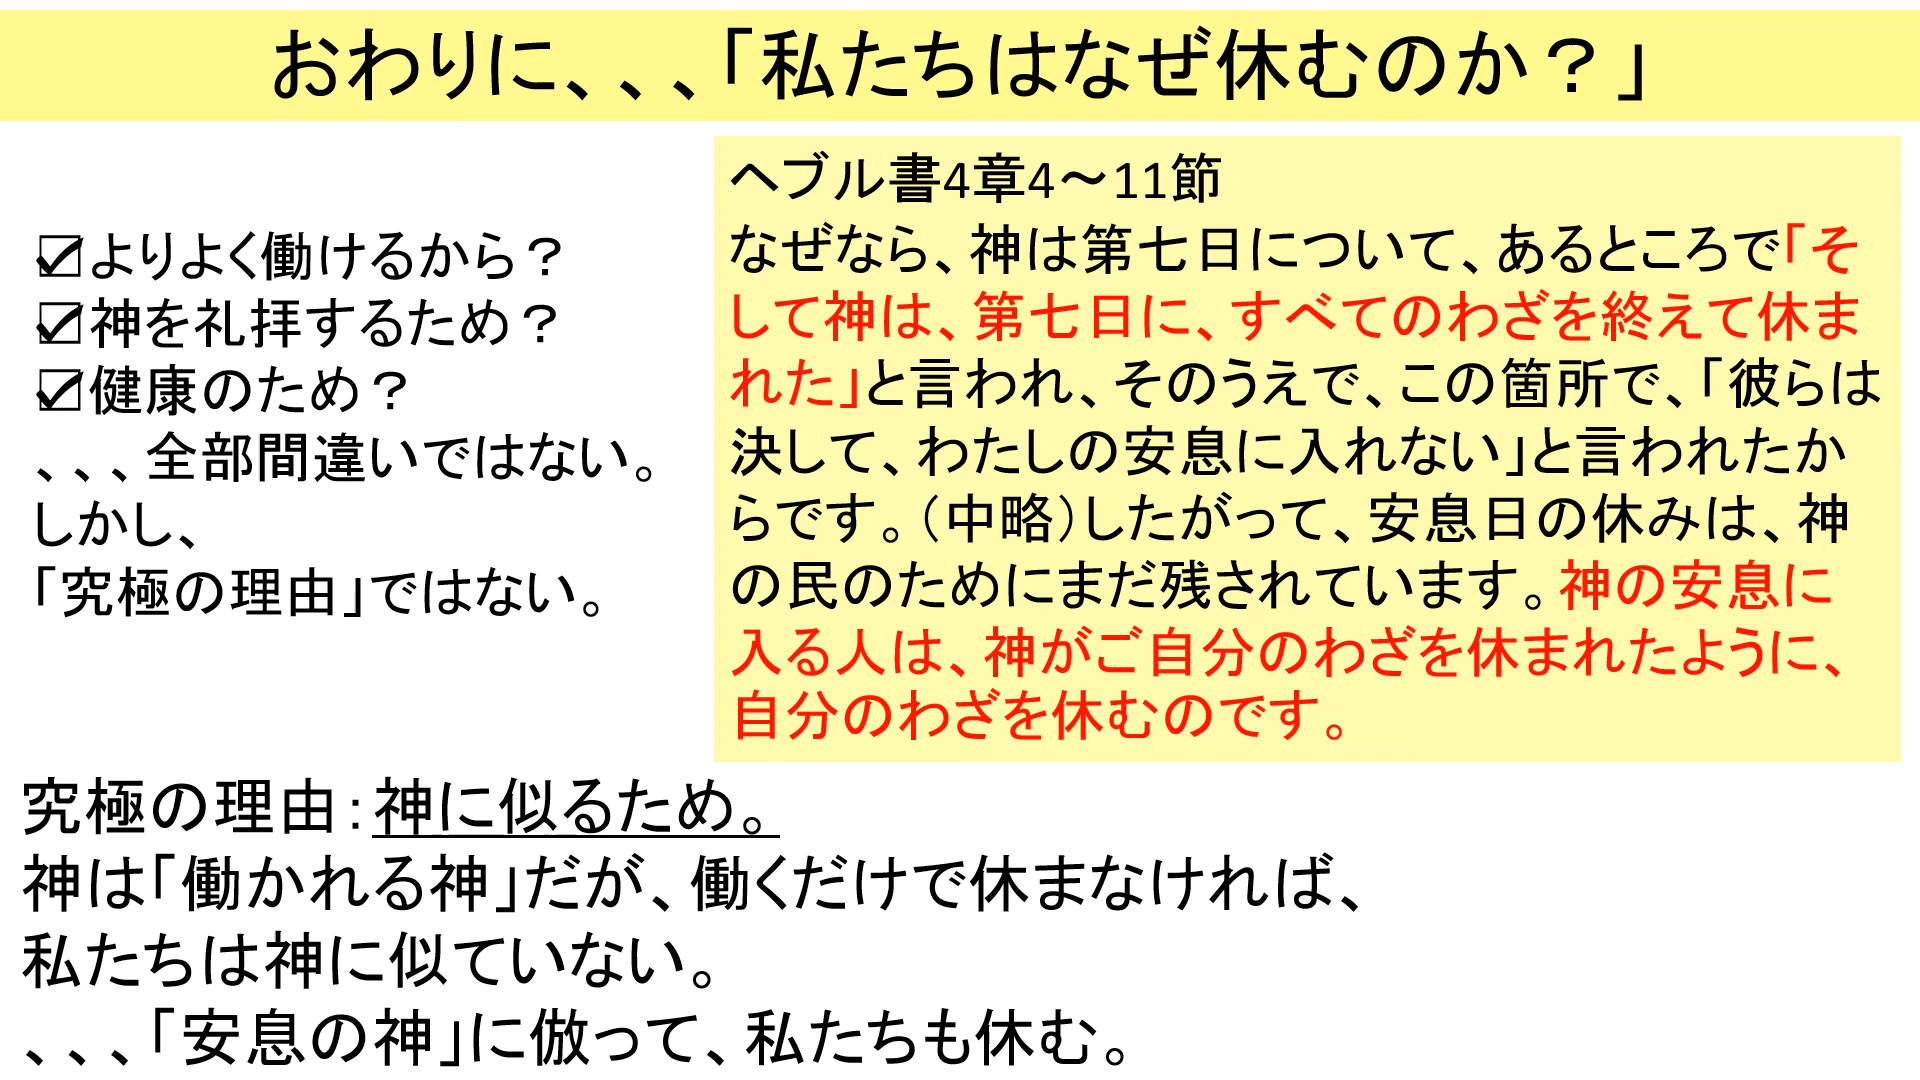 おわりに、、、「私たちはなぜ休むのか？」
☑よりよく働けるから？
☑神を礼拝するため？
☑健康のため？
、、、全部間違いではない。
しかし、
「究極の理由」ではない。
ヘブル書4章4～11節
なぜなら、神は第七日について、あるところで「そ
して神は、第七日に、すべてのわざを終えて休ま
れた」と言われ、そのうえで、この箇所で、「彼らは
決して、わたしの安息に入れない」と言われたか
らです。（中略）したがって、安息日の休みは、神
の民のためにまだ残されています。神の安息に
入る人は、神がご自分のわざを休まれたように、
自分のわざを休むのです。
究極の理由：神に似るため。
神は「働かれる神」だが、働くだけで休まなければ、
私たちは神に似ていない。
、、、「安息の神」に倣って、私たちも休む。